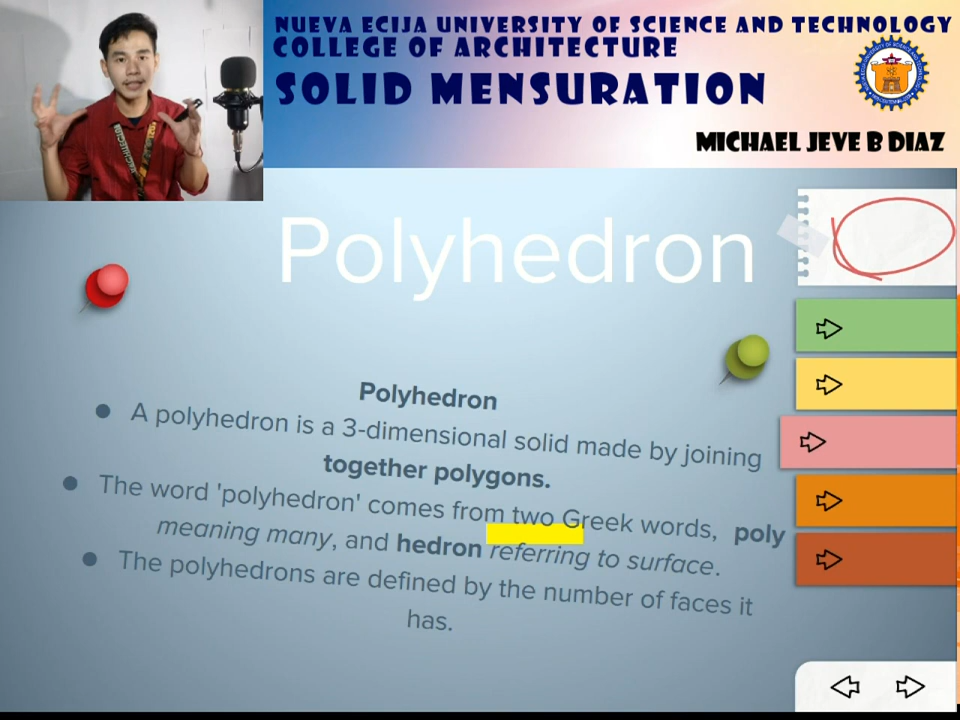 NUEVA ECIJA UNIVERSITY OF SCIENCE AND TECHNOLOGY
COLLEGE OF ARCHITECTURE
SOLID MENSURATION
MICHAEL JEVE B DIAZ
Polyhedron
Polyhedron
● A polyhedron is a 3-dimensional solid made by joining
together polygons.
● The word 'polyhedron' comes from two Greek words, poly
meaning many, and hedron referring to surface.
● The polyhedrons are defined by the number of faces it
has.